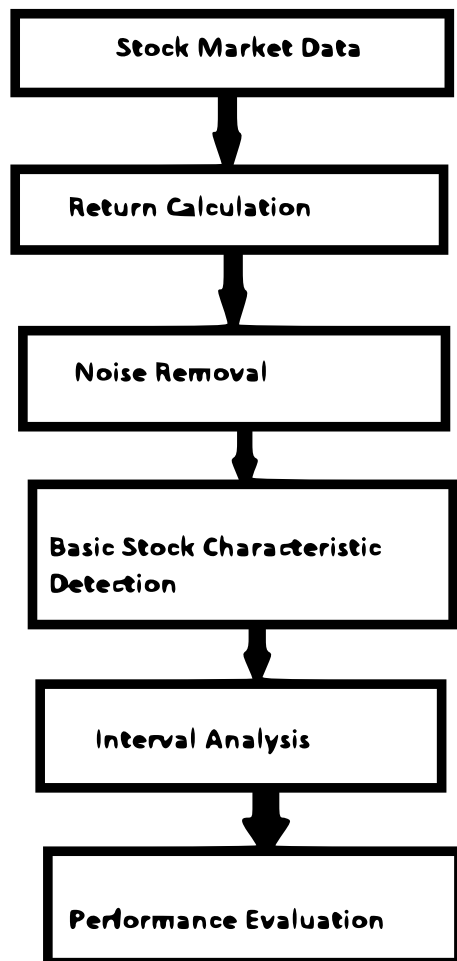 Stock Market Data
Return Calculation
Noise Removal
Basic Stock Characteristic
Detection
Interval Analysis
Performance Evaluation